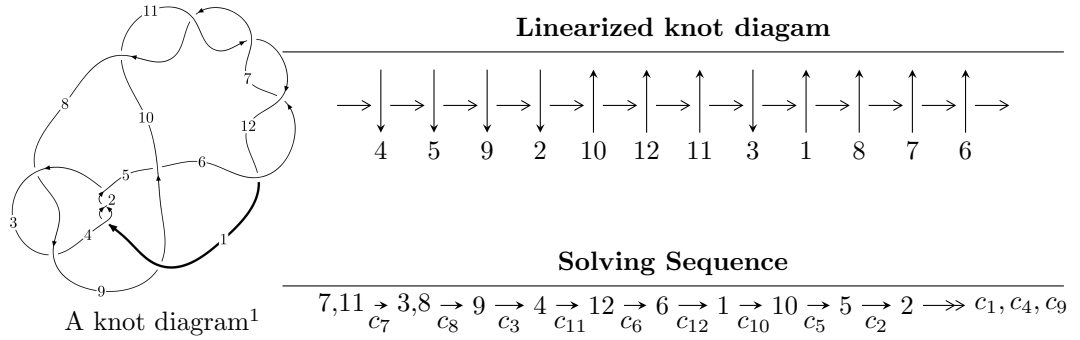 11
7
8
10
12
6
5
2
3
4
1
9
A knot diagram1
Linearized knot diagam
4 5 9 2 10 12 11 3 1 8 7 6
Solving Sequence
7,11 → 3,8 → 9 → 4 → 12 → 6 → 1 → 10 → 5 → 2 →→ c1, c4, c9
c7 c8 c3 c11 c6 c12 c10 c5 c2